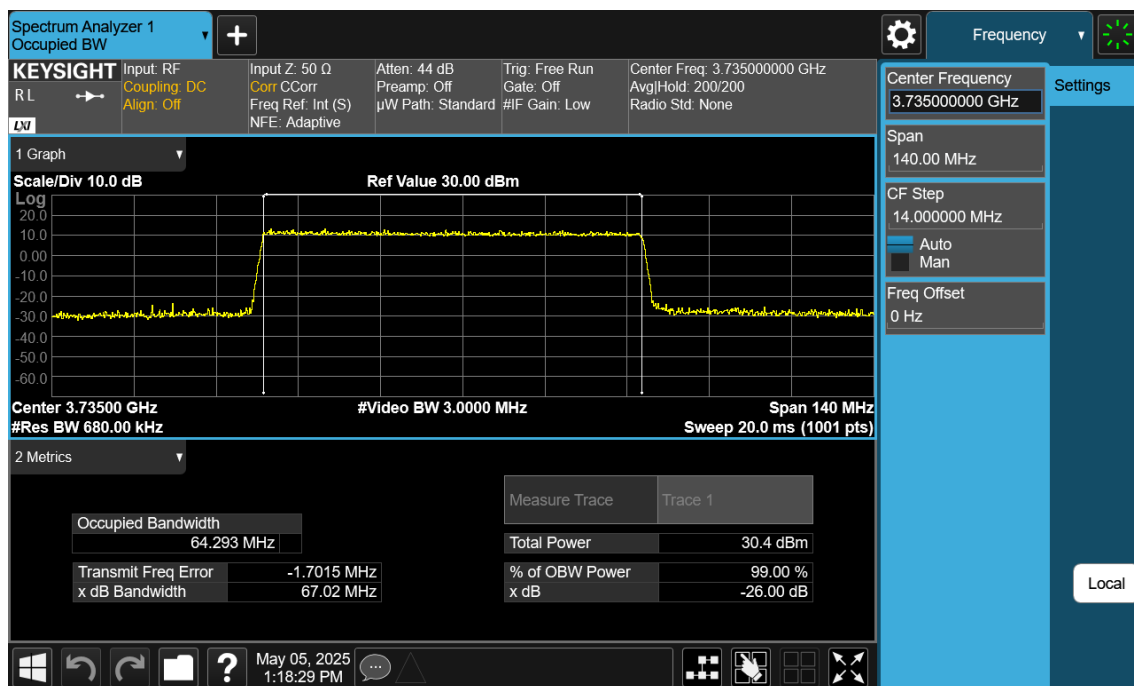 Spectrum Analyzer 1
Occupied BW
Frequency
KEYSIGHT
RL
LXI
Input: RF
Coupling: DC
Align: Off
Input Z: 50 Ω
Corr CCorr
Freq Ref: Int (S)
NFE: Adaptive
Atten: 44 dB
Preamp: Off
µW Path: Standard
Trig: Free Run
Gate: Off
#IF Gain: Low
Center Freq: 3.735000000 GHz
Avg|Hold: 200/200
Radio Std: None
1 Graph
Scale/Div 10.0 dB
Ref Value 30.00 dBm
Log
20.0
10.0
0.00
-10.0
-20.0
-30.0
-40.0
-50.0
-60.0
Center 3.73500 GHz
#Video BW 3.0000 MHz
Span 140 MHz
#Res BW 680.00 kHz
Sweep 20.0 ms (1001 pts)
2 Metrics
Measure Trace
Trace 1
Occupied Bandwidth
64.293 MHz
Total Power
30.4 dBm
Transmit Freq Error
-1.7015 MHz
% of OBW Power
99.00 %
x dB Bandwidth
67.02 MHz
x dB
-26.00 dB
May 05, 2025
1:18:29 PM
Center Frequency
3.735000000 GHz
Settings
Span
140.00 MHz
CF Step
14.000000 MHz
Auto
Man
Freq Offset
0 Hz
Local